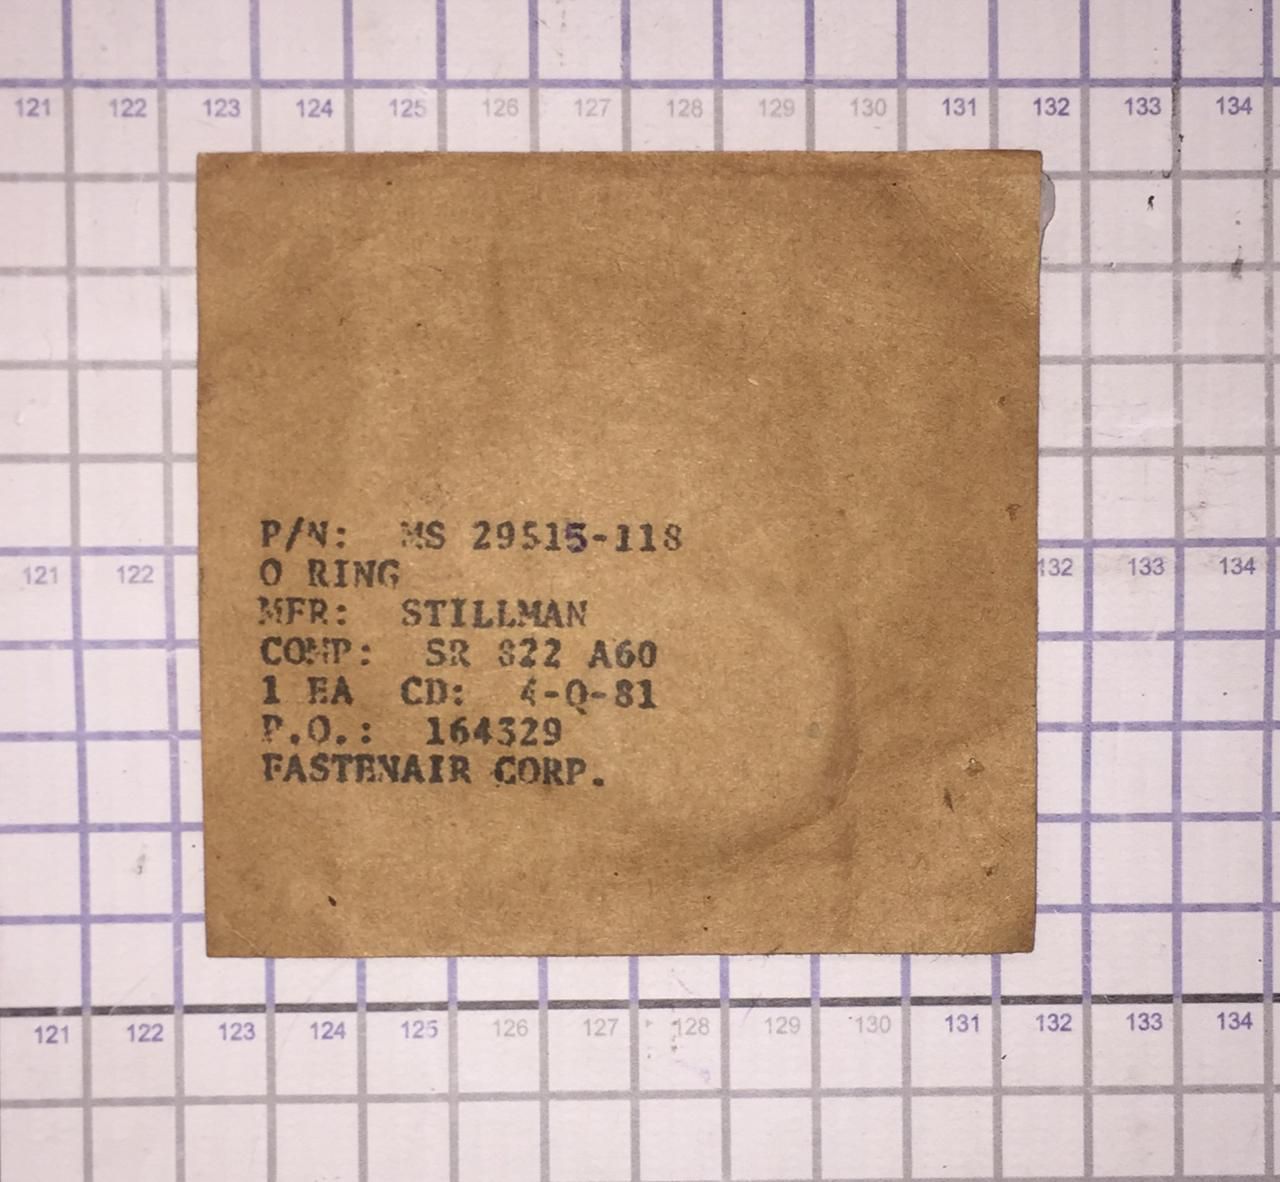 121 122 123 124 125 126 127 128 129 130 131 132 133 134
P/N: MS 29515-118
O RING
MFR: STILLMAN
COMP: SR 822 A60
1 EA CD: 4-Q-81
P.O.: 164329
FASTENAIR CORP.
121 122 132 133 134
121 122 123 124 125 126 127 128 129 130 131 132 133 134